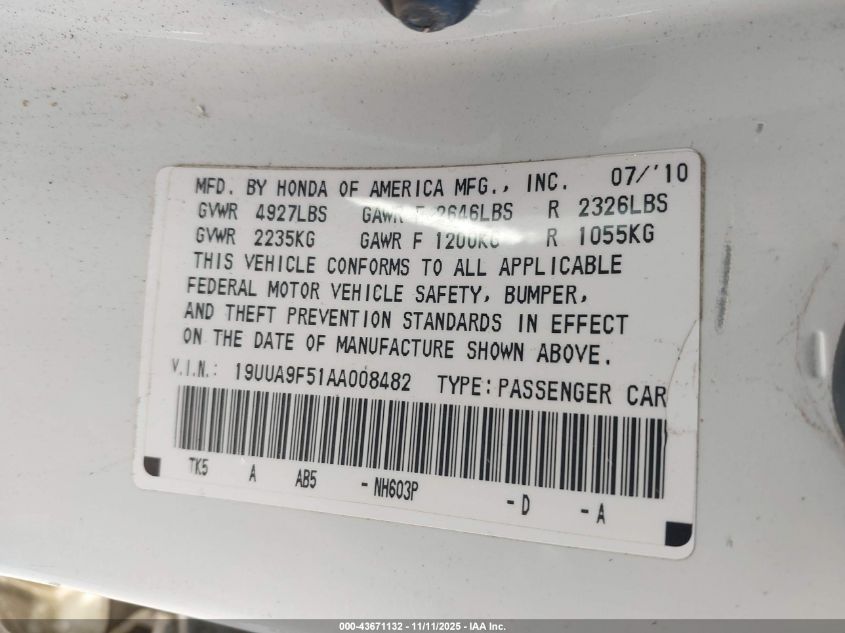 MFD. BY HONDA OF AMERICA MFG., INC. 07/'10
GVWR 4927LBS GAWR F 2646LBS R 2326LBS
GVWR 2235KG GAWR F 1200KG R 1055KG
THIS VEHICLE CONFORMS TO ALL APPLICABLE
FEDERAL MOTOR VEHICLE SAFETY, BUMPER,
AND THEFT PREVENTION STANDARDS IN EFFECT
ON THE DATE OF MANUFACTURE SHOWN ABOVE.
V.I.N.: 19UUA9F51AA008482 TYPE:PASSENGER CAR
TK5 A AB5 -NH603P -D -A
000-43671132 - 11/11/2025 - IAA Inc.